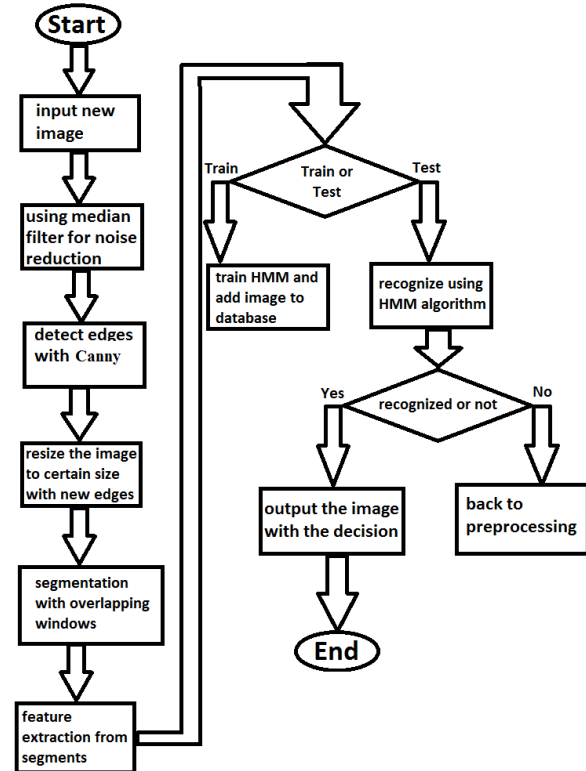 Start
input new
image
using median
filter for noise
reduction
detect edges
with Canny
resize the image
to certain size
with new edges
segmentation
with overlapping
windows
feature
extraction from
segments
Train or
Test
Train
Test
train HMM and
add image to
database
recognize using
HMM algorithm
recognized or not
Yes
No
output the image
with the decision
back to
preprocessing
End